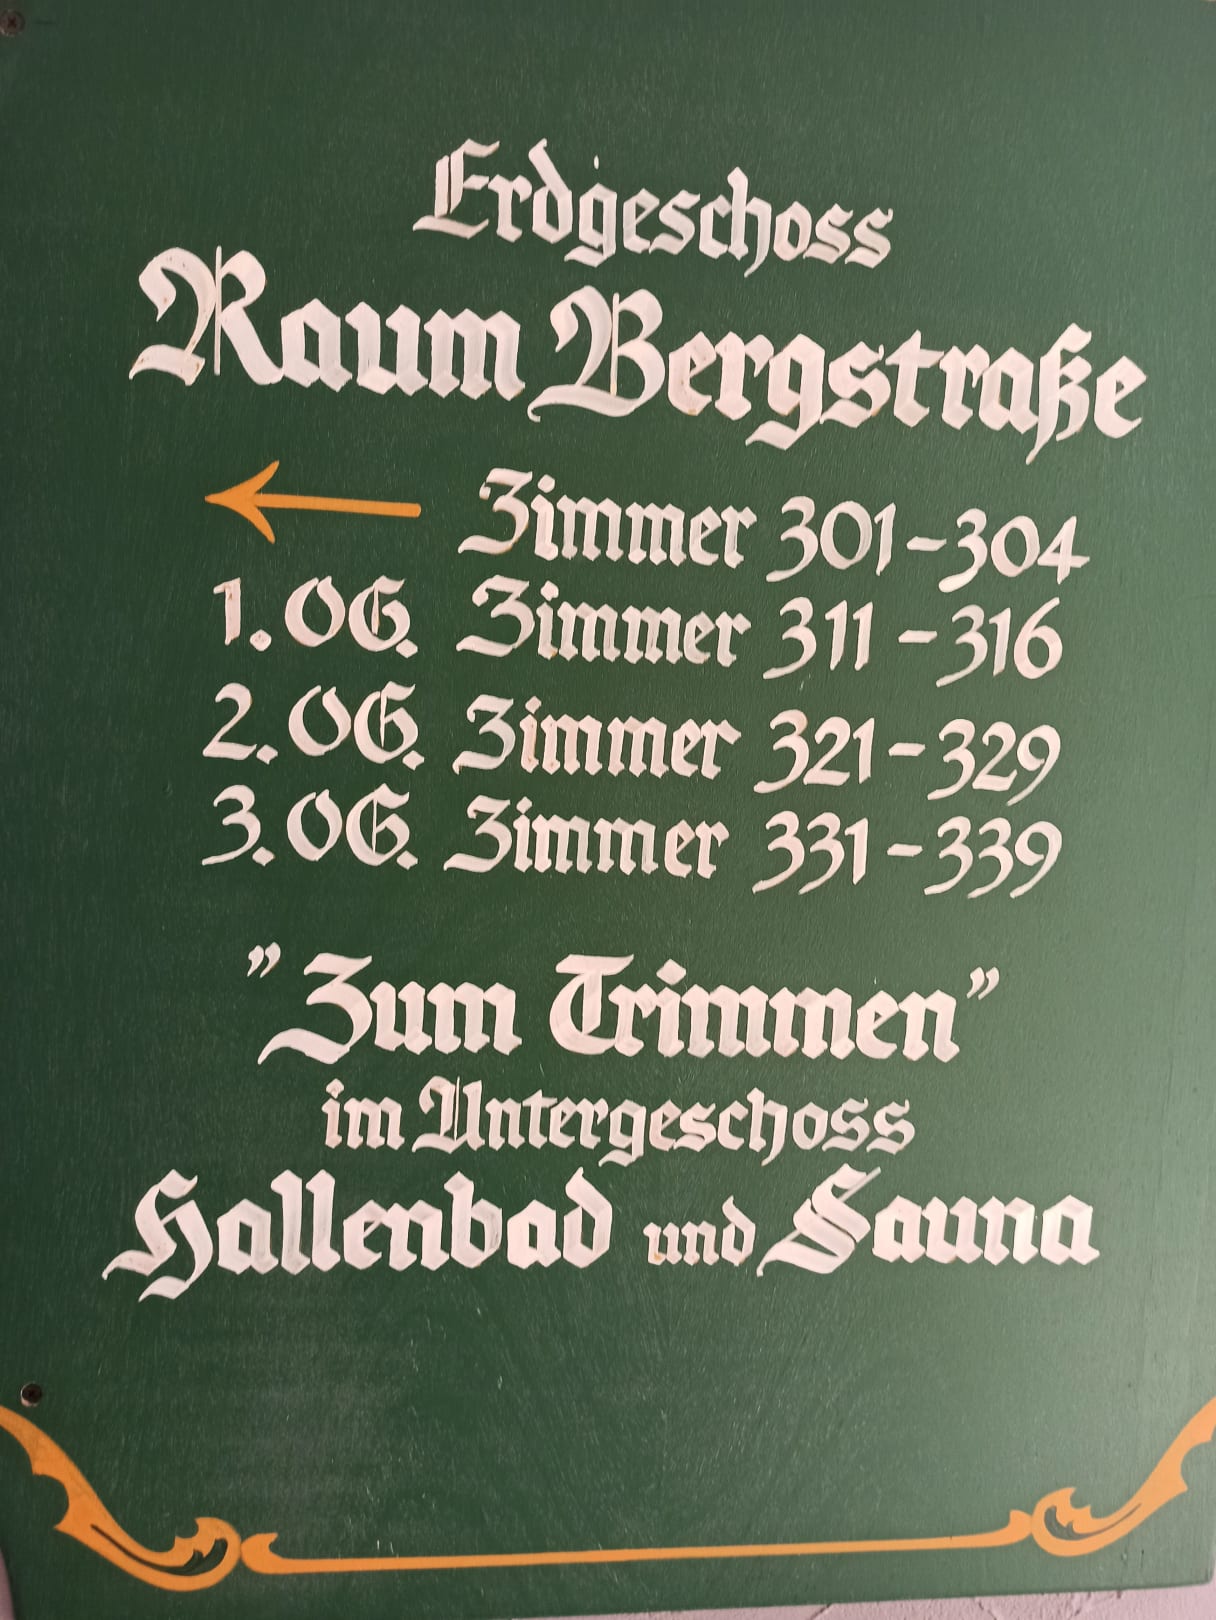 Erdgeschoss
Raum Bergstraße
Zimmer 301-304
1. OG. Zimmer 311-316
2. OG. Zimmer 321-329
3. OG. Zimmer 331-339
"Zum Trimmen"
im Untergeschoss
Hallenbad und Sauna